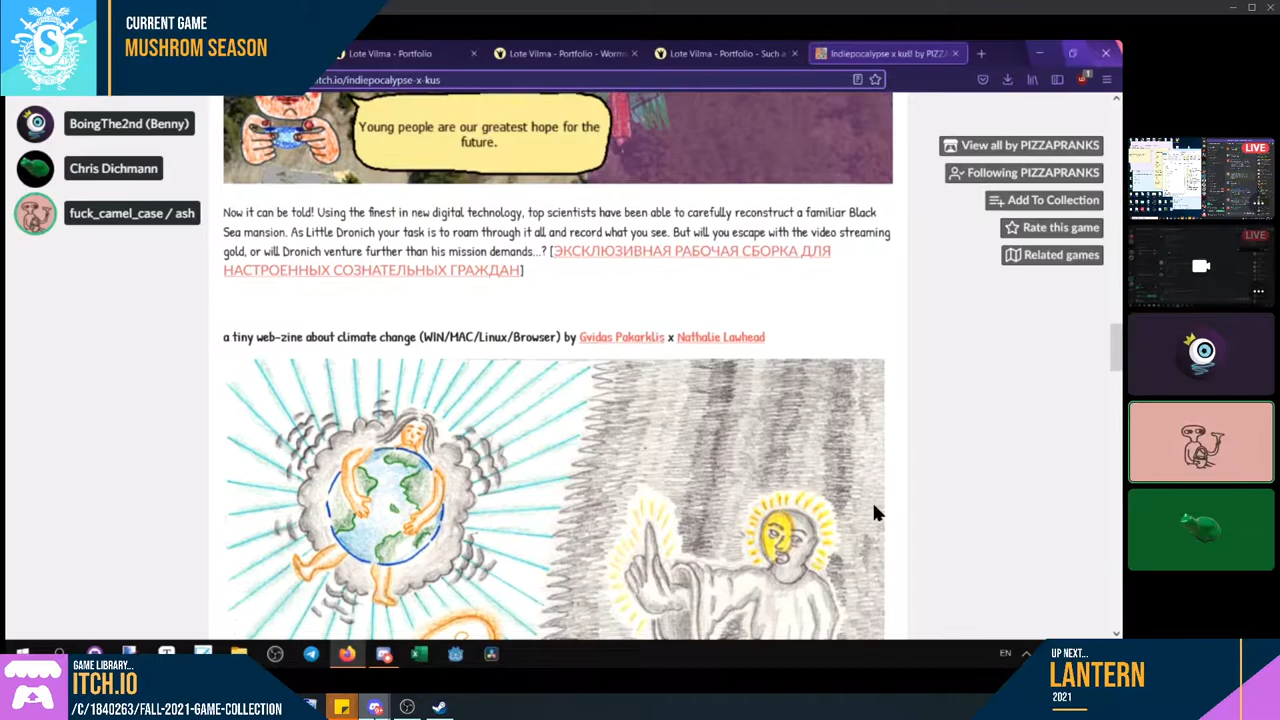 CURRENT GAME
MUSHROM SEASON
Lote Vilma - Portfolio
Lote Vilma - Portfolio - Worm
Lote Vilma - Portfolio - Such a
Indiepocalypse x kuš! by PIZZ
itch.io/indiepocalypse-x-kus
BoingThe2nd (Benny)
Chris Dichmann
fuck_camel_case / ash
Young people are our greatest hope for the
future.
View all by PIZZAPRANKS
Following PIZZAPRANKS
Add To Collection
Rate this game
Related games
LIVE
LIVE
Now it can be told! Using the finest in new digital technology, top scientists have been able to carefully reconstruct a familiar Black
Sea mansion. As Little Dronich your task is to roam through it all and record what you see. But will you escape with the video streaming
gold, or will Dronich venture further than his mission demands...? [ЭКСКЛЮЗИВНАЯ РАБОЧАЯ СБОРКА ДЛЯ
НАСТРОЕННЫХ СОЗНАТЕЛЬНЫХ ГРАЖДАН]
a tiny web-zine about climate change (WIN/MAC/Linux/Browser) by Gvidas Pakarklis x Nathalie Lawhead
EN
GAME LIBRARY...
ITCH.IO
/C/1840263/FALL-2021-GAME-COLLECTION
UP NEXT...
LANTERN
2021